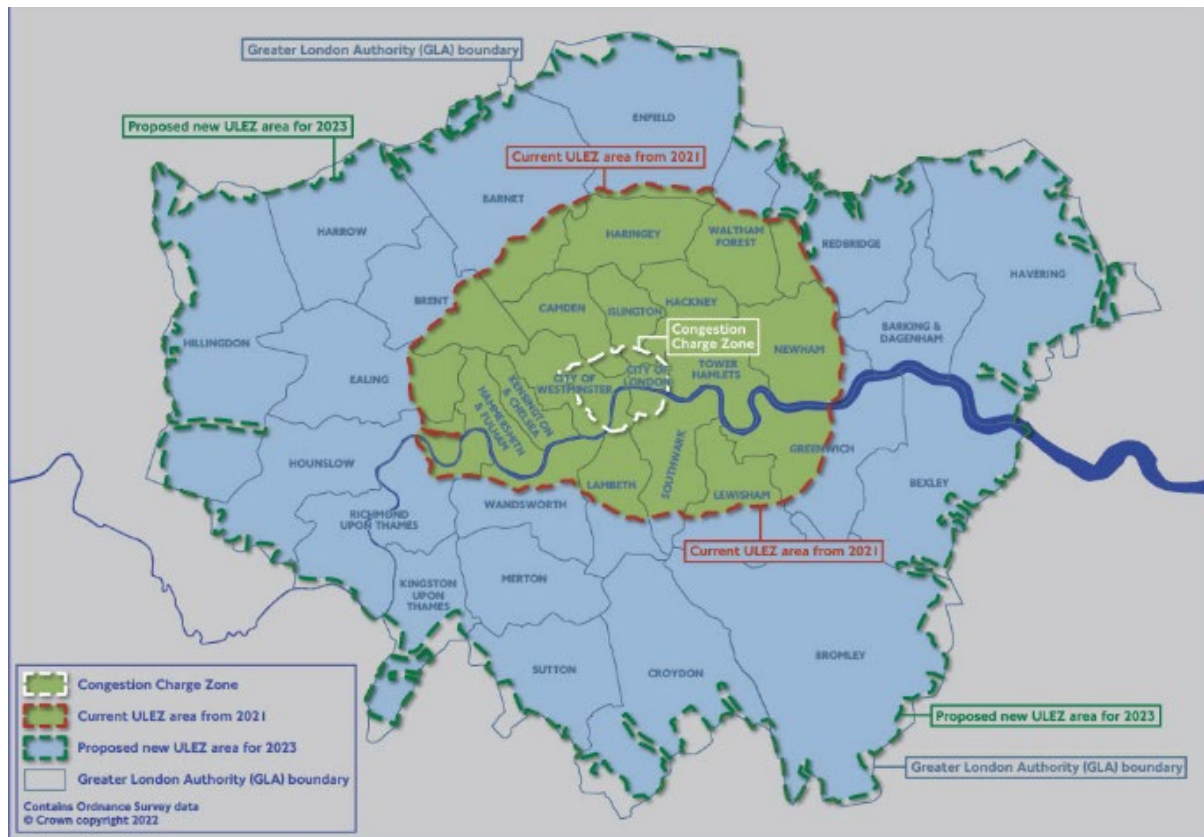 Greater London Authority (GLA) boundary
ENFIELD
Proposed new ULEZ area for 2023
Current ULEZ area from 2021
BARNET
HARROW
HARINGEY
WALTHAM
FOREST
REDBRIDGE
HAVERING
BRENT
CAMDEN
ISLINGTON
HACKNEY
Congestion
Charge Zone
BARKING &
DAGENHAM
HILLINGDON
EALING
NEWHAM
TOWER
HAMLETS
CITY OF
WESTMINSTER
CITY OF
LONDON
KENSINGTON
& CHELSEA
HAMMERSMITH
& FULHAM
HOUNSLOW
GREENWICH
SOUTHWARK
BEXLEY
LAMBETH
LEWISHAM
WANDSWORTH
RICHMOND
UPON THAMES
Current ULEZ area from 2021
MERTON
KINGSTON
UPON
THAMES
BROMLEY
SUTTON
CROYDON
Proposed new ULEZ area for 2023
Greater London Authority (GLA) boundary
Congestion Charge Zone
Current ULEZ area from 2021
Proposed new ULEZ area for 2023
Greater London Authority (GLA) boundary
Contains Ordnance Survey data
© Crown copyright 2022